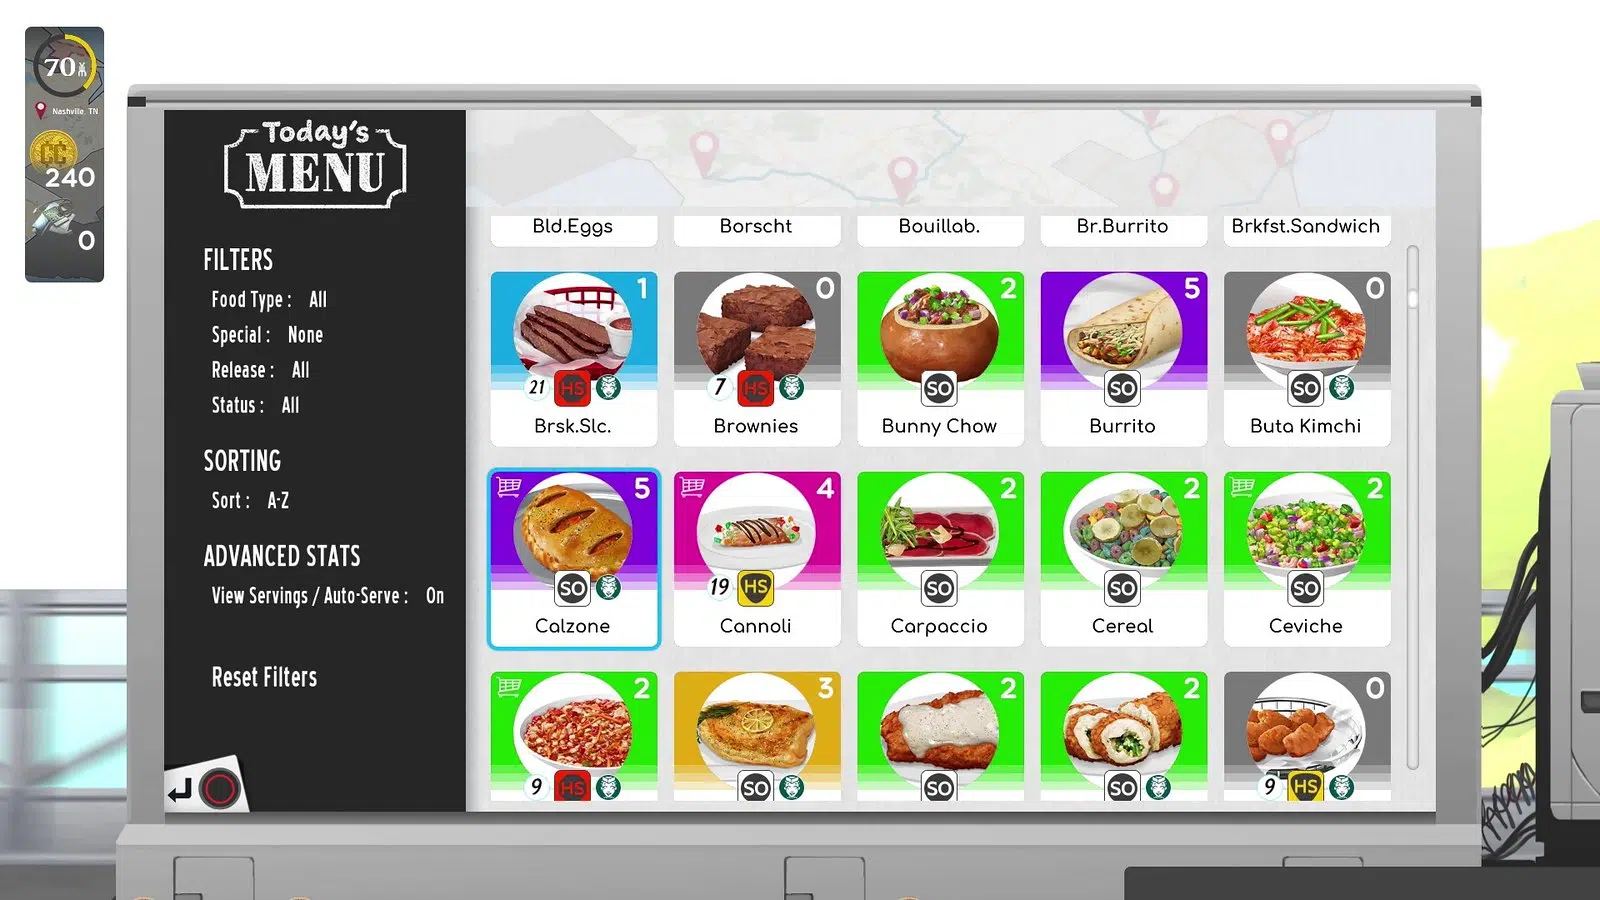 70
Nashville, TN
240
0
Today's
MENU
FILTERS
Food Type : All
Special : None
Release : All
Status : All
SORTING
Sort : A-Z
ADVANCED STATS
View Servings / Auto-Serve : On
Reset Filters
Bld.Eggs
Borscht
Bouillab.
Br.Burrito
Brkfst.Sandwich
1
21 HS
Brsk.Slc.
0
7 HS
Brownies
2
SO
Bunny Chow
5
SO
Burrito
0
SO
Buta Kimchi
5
SO
Calzone
4
19 HS
Cannoli
2
SO
Carpaccio
2
SO
Cereal
2
SO
Ceviche
2
9 HS
3
SO
2
SO
2
SO
0
9 HS